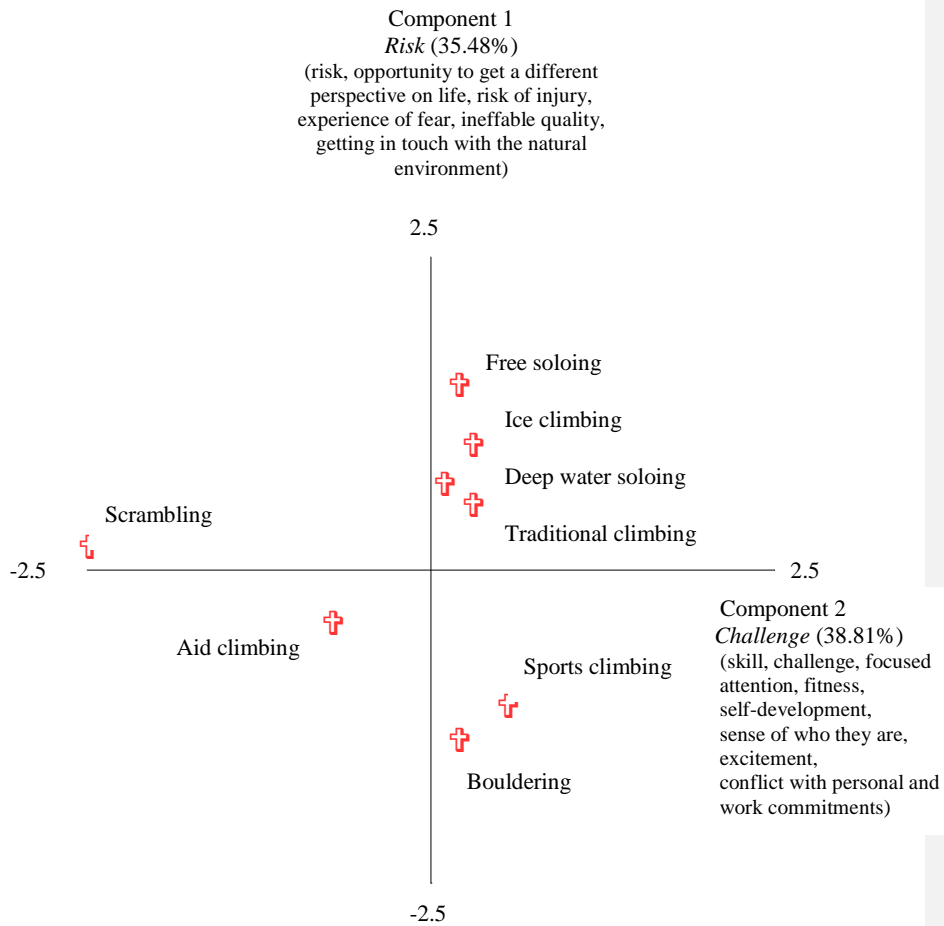 Component 1
Risk (35.48%)
(risk, opportunity to get a different
perspective on life, risk of injury,
experience of fear, ineffable quality,
getting in touch with the natural
environment)
2.5
Free soloing
Ice climbing
Deep water soloing
Scrambling
Traditional climbing
-2.5
2.5
Component 2
Challenge (38.81%)
(skill, challenge, focused
attention, fitness,
self-development,
sense of who they are,
excitement,
conflict with personal and
work commitments)
Aid climbing
Sports climbing
Bouldering
-2.5